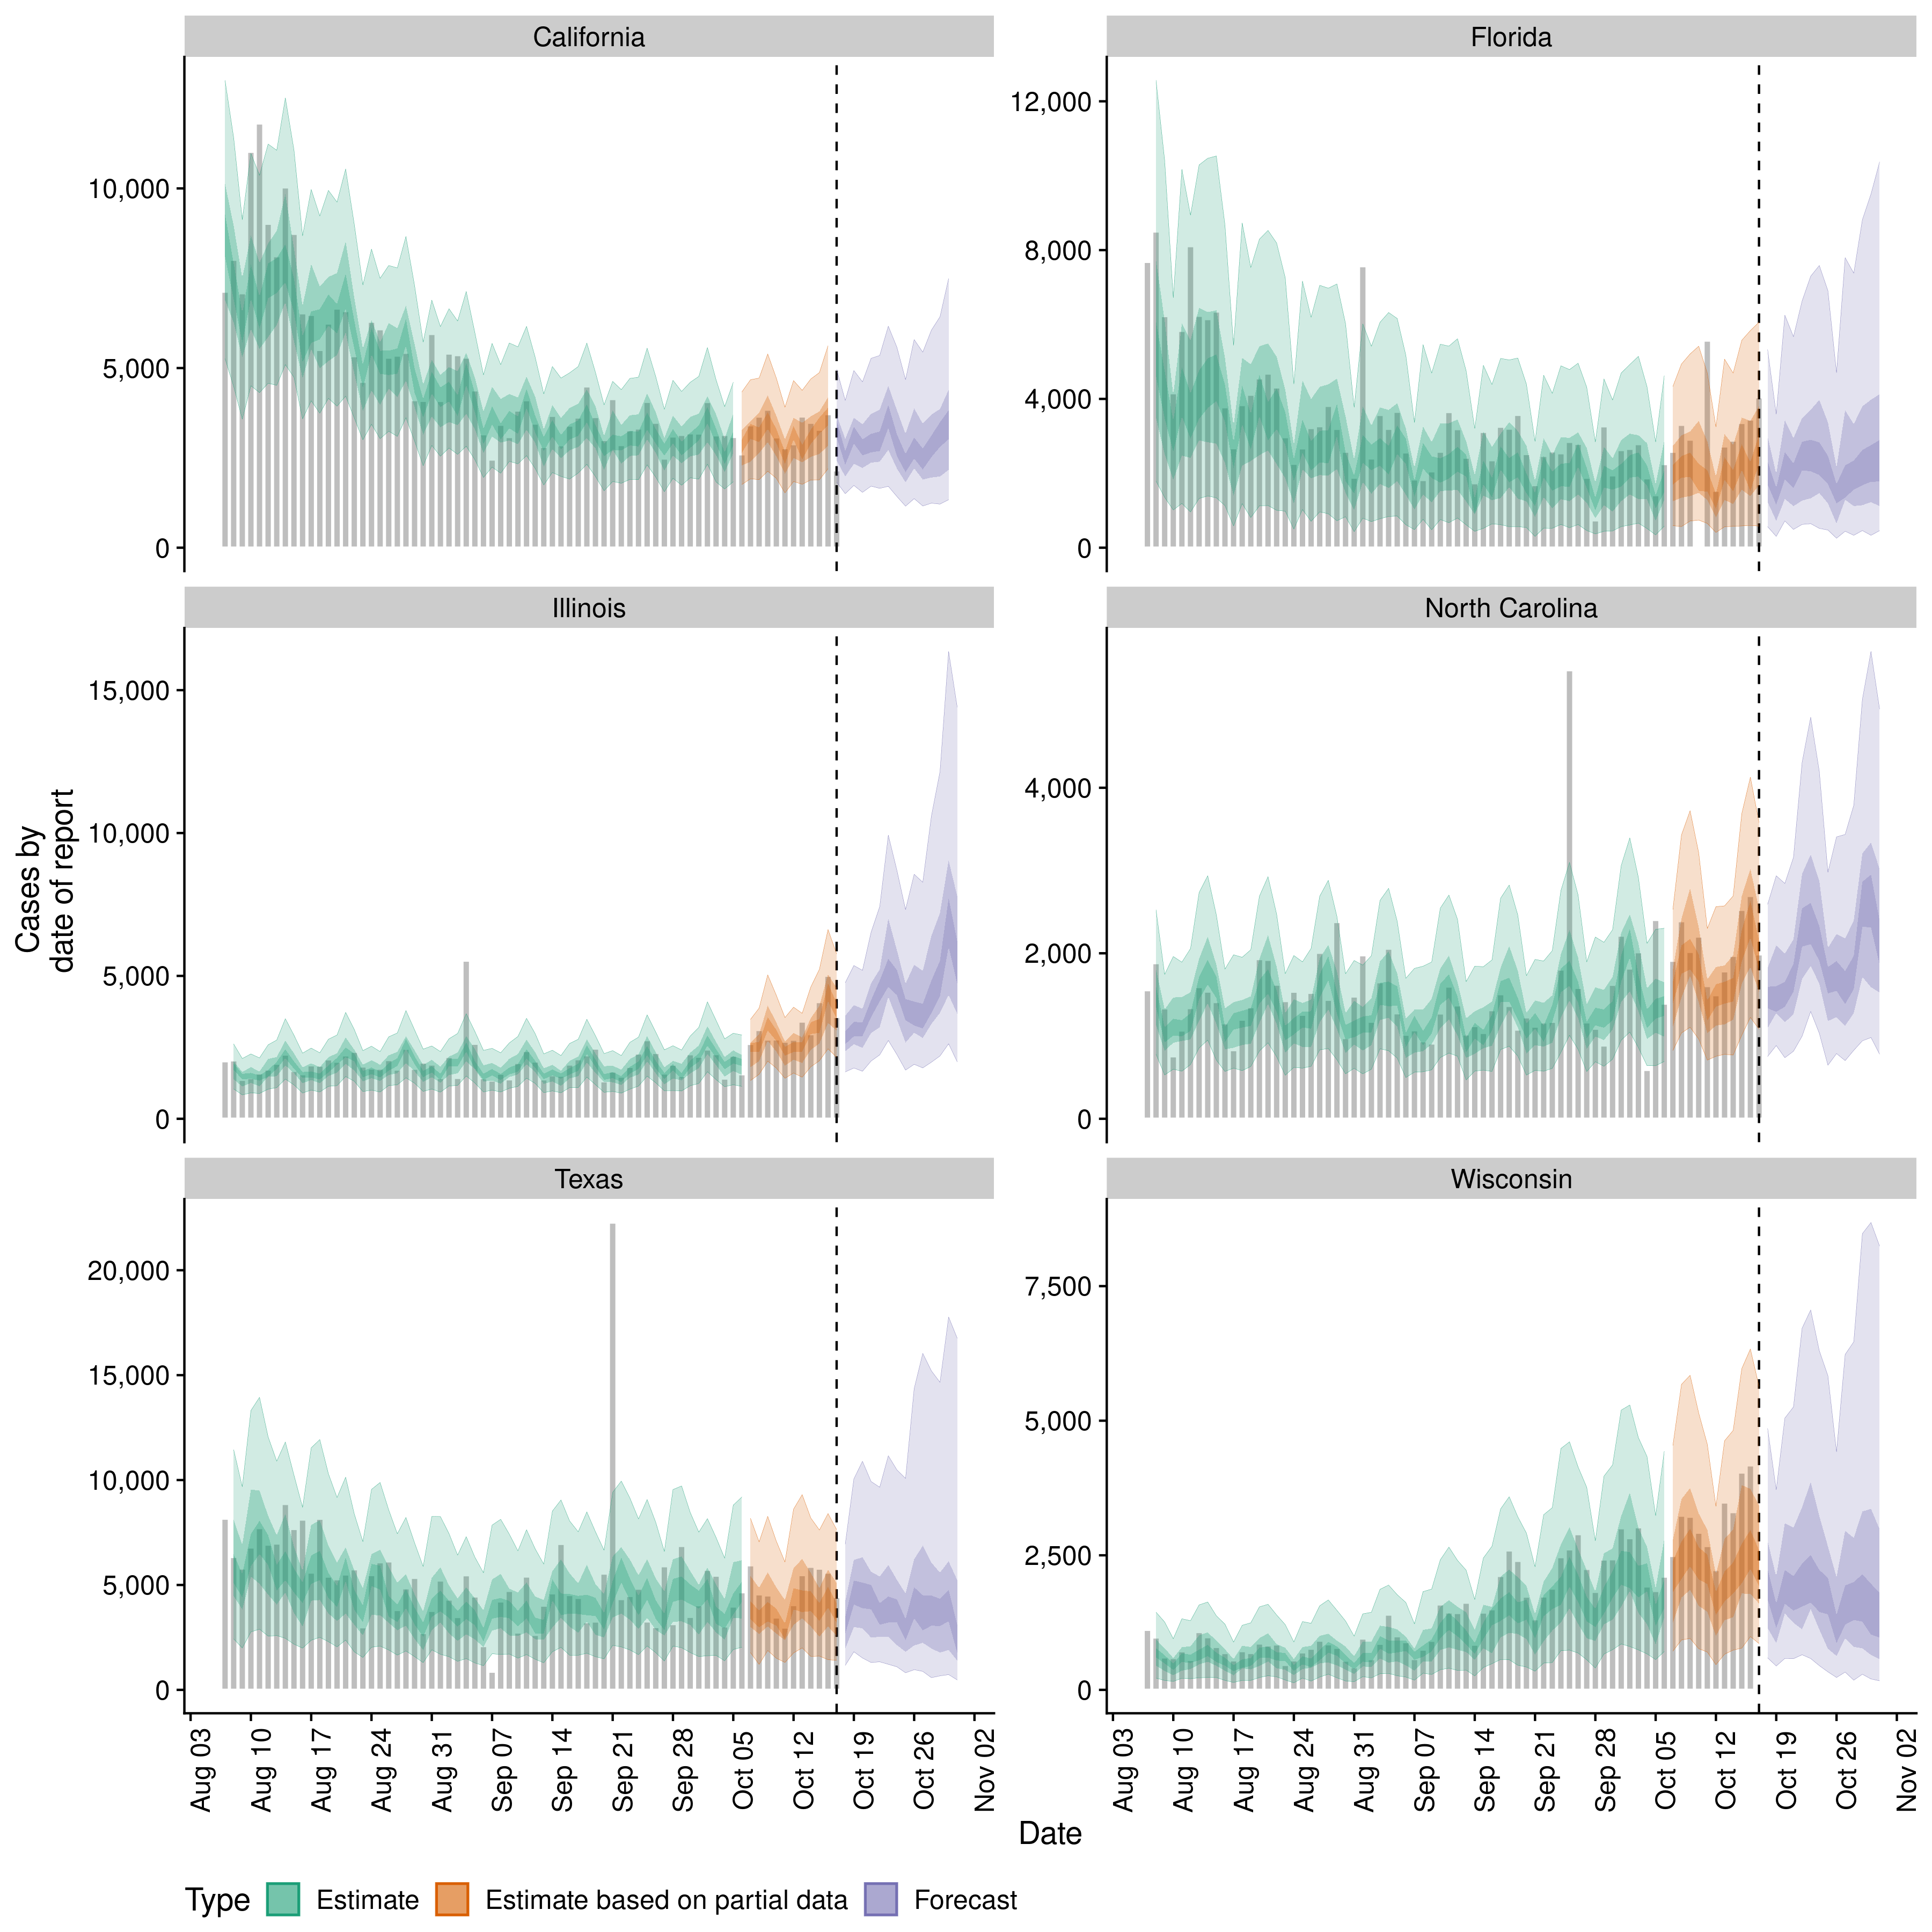 California
Florida
10,000
5,000
0
12,000
8,000
4,000
0
Illinois
North Carolina
15,000
10,000
5,000
0
4,000
2,000
0
Cases by
date of report
Texas
Wisconsin
20,000
15,000
10,000
5,000
0
7,500
5,000
2,500
0
Aug 03
Aug 10
Aug 17
Aug 24
Aug 31
Sep 07
Sep 14
Sep 21
Sep 28
Oct 05
Oct 12
Oct 19
Oct 26
Nov 02
Aug 03
Aug 10
Aug 17
Aug 24
Aug 31
Sep 07
Sep 14
Sep 21
Sep 28
Oct 05
Oct 12
Oct 19
Oct 26
Nov 02
Date
Type Estimate Estimate based on partial data Forecast